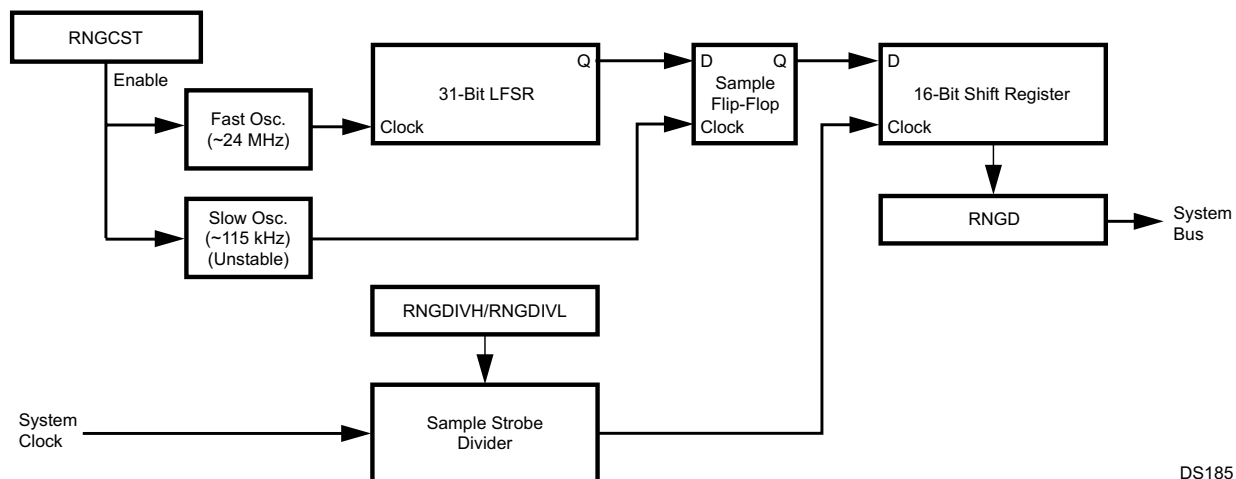 RNGCST
Enable
Fast Osc.
(~24 MHz)
31-Bit LFSR
Q
Clock
D
Q
Sample
Flip-Flop
Clock
D
16-Bit Shift Register
Clock
Slow Osc.
(~115 kHz)
(Unstable)
RNGD
System
Bus
RNGDIVH/RNGDIVL
System
Clock
Sample Strobe
Divider
DS185